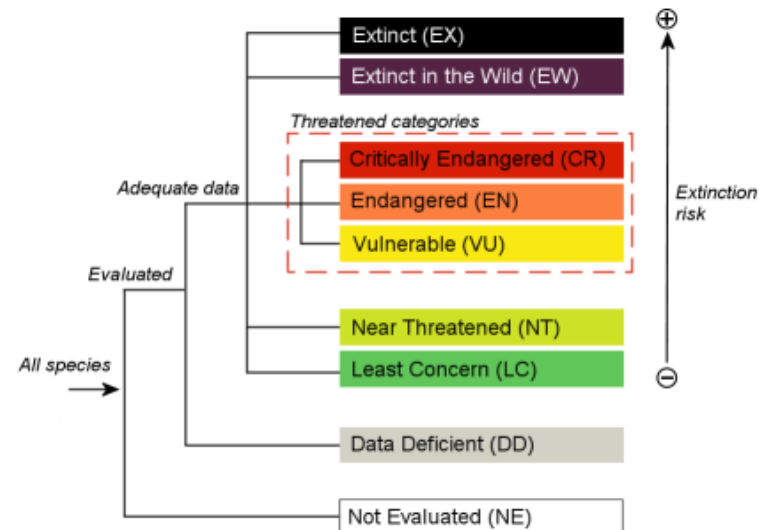 Extinct (EX)
Extinct in the Wild (EW)
Threatened categories
Critically Endangered (CR)
Adequate data
Endangered (EN)
Extinction
risk
Vulnerable (VU)
Evaluated
Near Threatened (NT)
All species
Least Concern (LC)
Data Deficient (DD)
Not Evaluated (NE)